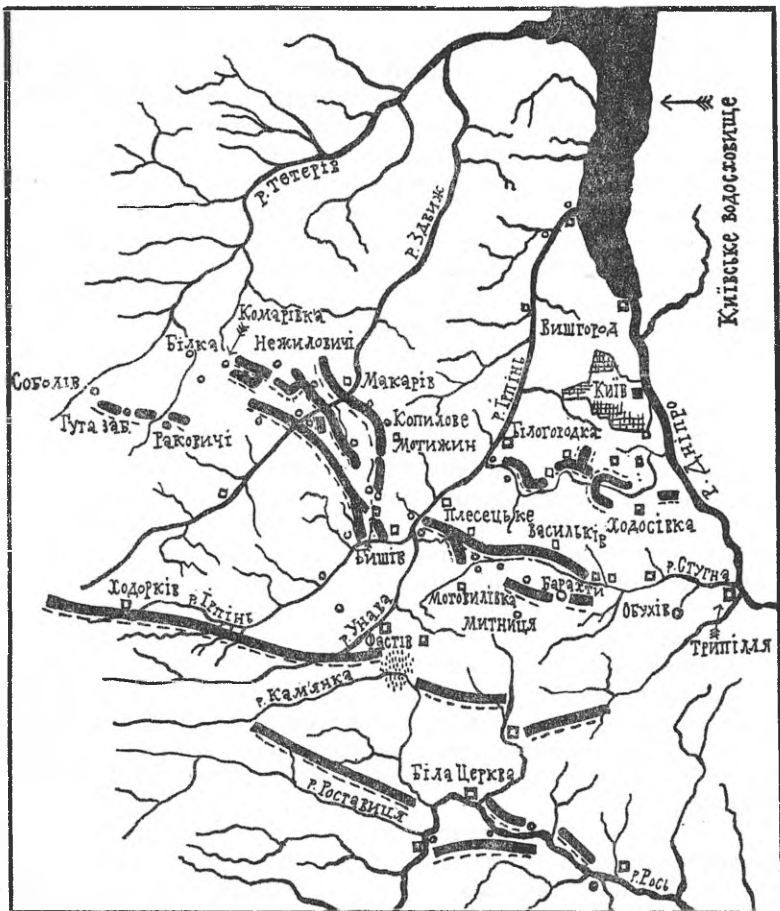 Київське водосховище
р. Тетерів
р. Здвиж
Комарівка
Білка
Нежиловичі
Вишгород
Соболів
Макарів
р. Ірпінь
Київ
Гута Заб.
Копилове
Раковичі
Мотижин
Білогородка
р. Дніпро
Плесецьке
Ходосівка
Васильків
Бишів
Ходорків
р. Ірпінь
р. Стугна
Барахти
Мотовилівка
р. Унава
Митниця
Обухів
Фастів
Трипілля
р. Кам'янка
Біла Церква
р. Роставиця
р. Рось